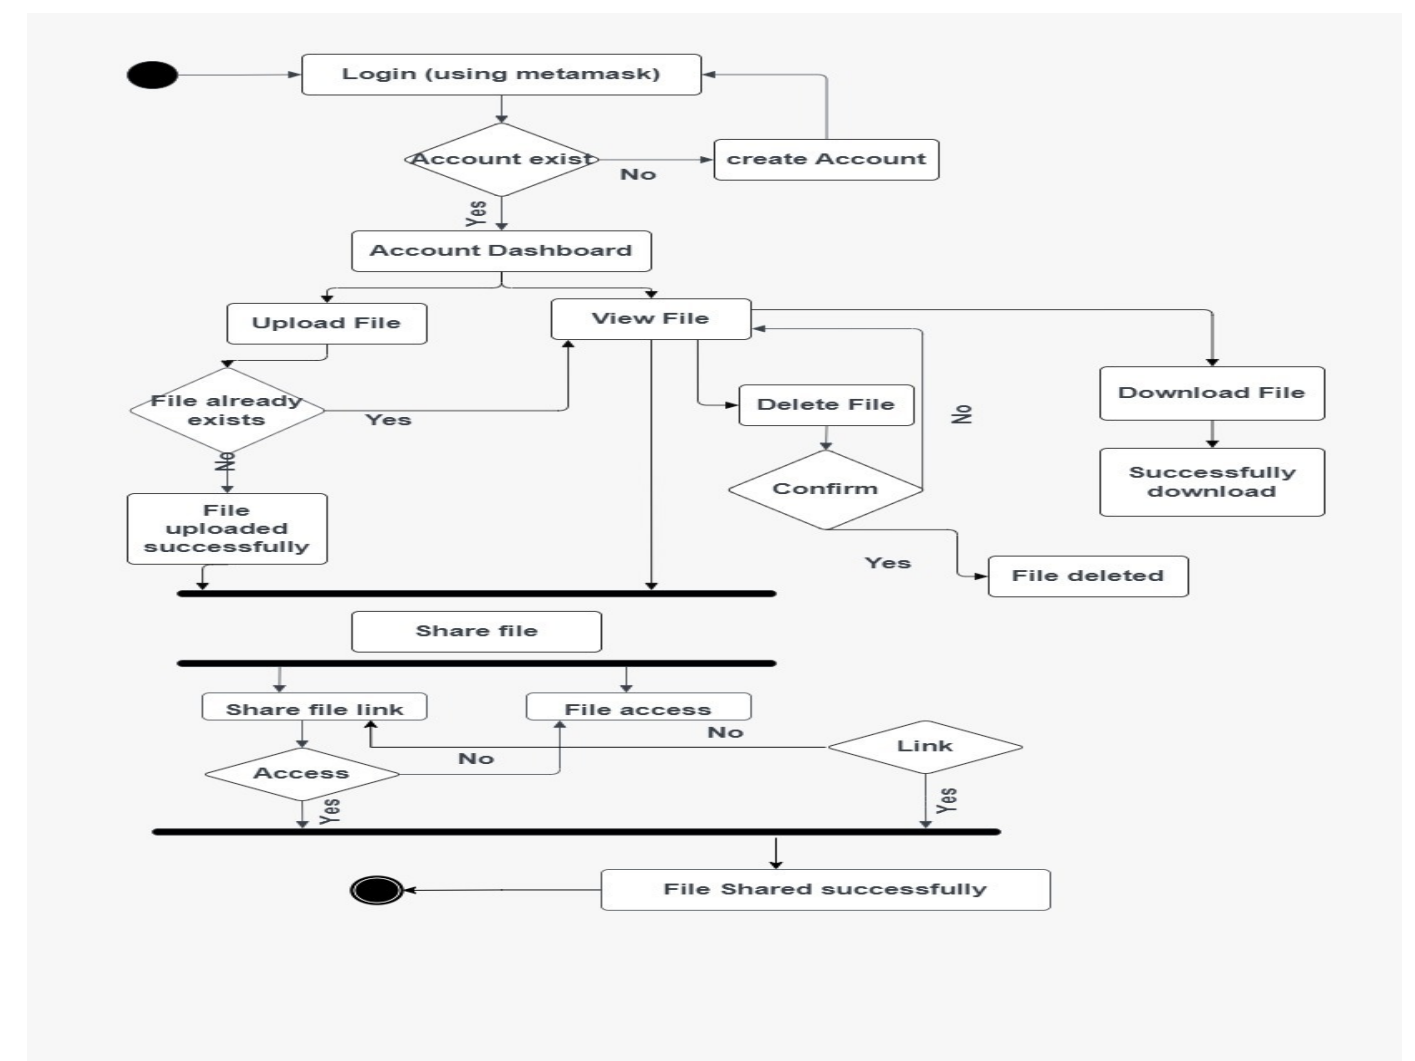 Login (using metamask)
Account exist
No
create Account
Yes
Account Dashboard
Upload File
View File
File already
exists
Yes
Delete File
No
Download File
No
Confirm
Successfully
download
File
uploaded
successfully
Yes
File deleted
Share file
Share file link
File access
No
Link
No
Access
Yes
Yes
File Shared successfully